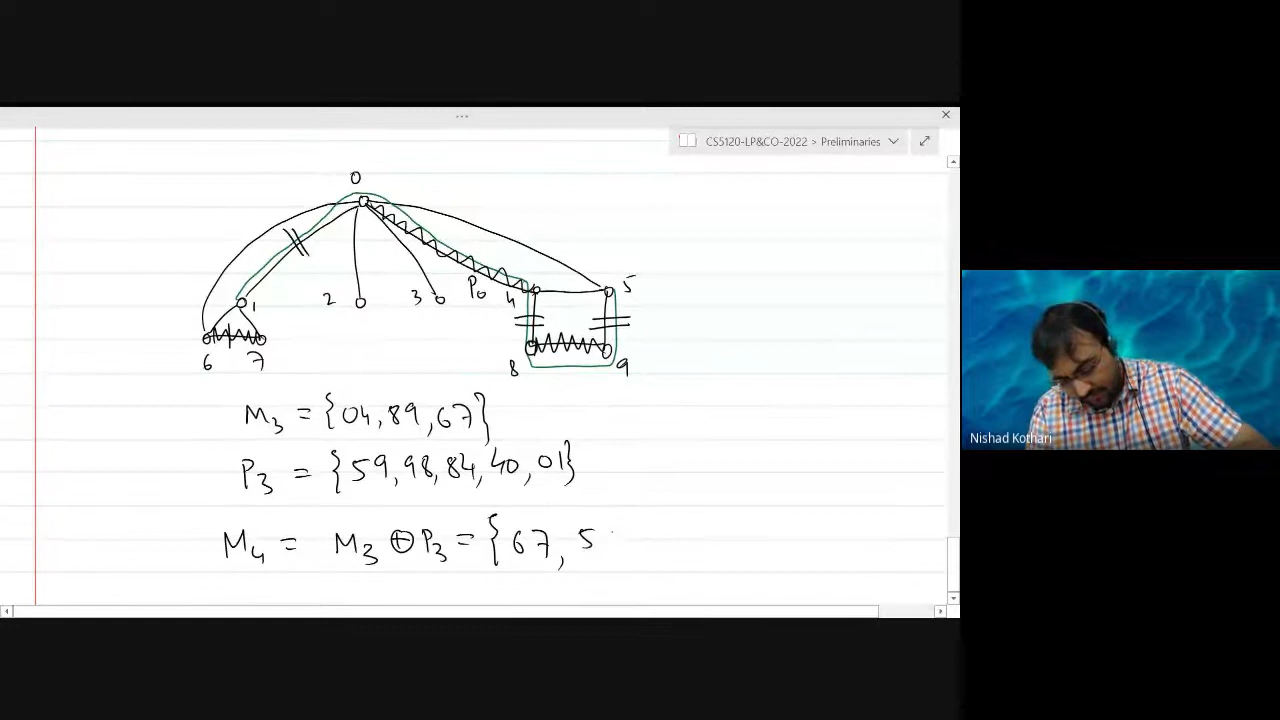 CS5120-LP&CO-2022 > Preliminaries
0
1
2
3
P0
4
5
6
7
8
9
M3 = {04,89,67}
P3 = {59,98,84,40,01}
M4 = M3 ⊕ P3 = {67, 5
Nishad Kothari